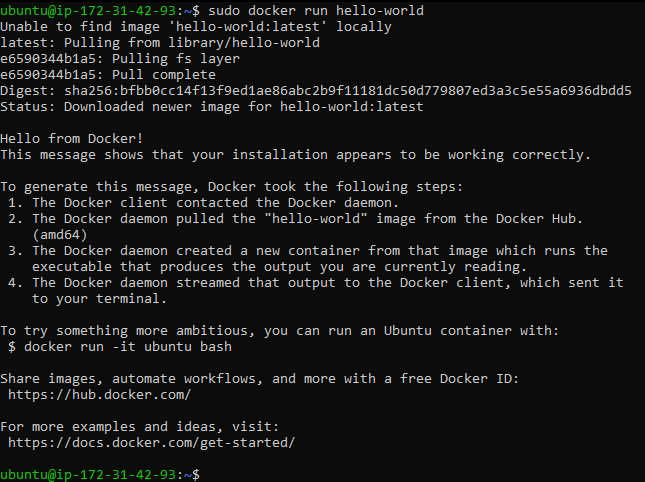 ubuntu@ip-172-31-42-93:~$ sudo docker run hello-world
Unable to find image 'hello-world:latest' locally
latest: Pulling from library/hello-world
e6590344b1a5: Pulling fs layer
e6590344b1a5: Pull complete
Digest: sha256:bfbb0cc14f13f9ed1ae86abc2b9f11181dc50d779807ed3a3c5e55a6936dbdd5
Status: Downloaded newer image for hello-world:latest

Hello from Docker!
This message shows that your installation appears to be working correctly.

To generate this message, Docker took the following steps:
 1. The Docker client contacted the Docker daemon.
 2. The Docker daemon pulled the "hello-world" image from the Docker Hub.
    (amd64)
 3. The Docker daemon created a new container from that image which runs the
    executable that produces the output you are currently reading.
 4. The Docker daemon streamed that output to the Docker client, which sent it
    to your terminal.

To try something more ambitious, you can run an Ubuntu container with:
 $ docker run -it ubuntu bash

Share images, automate workflows, and more with a free Docker ID:
 https://hub.docker.com/

For more examples and ideas, visit:
 https://docs.docker.com/get-started/

ubuntu@ip-172-31-42-93:~$